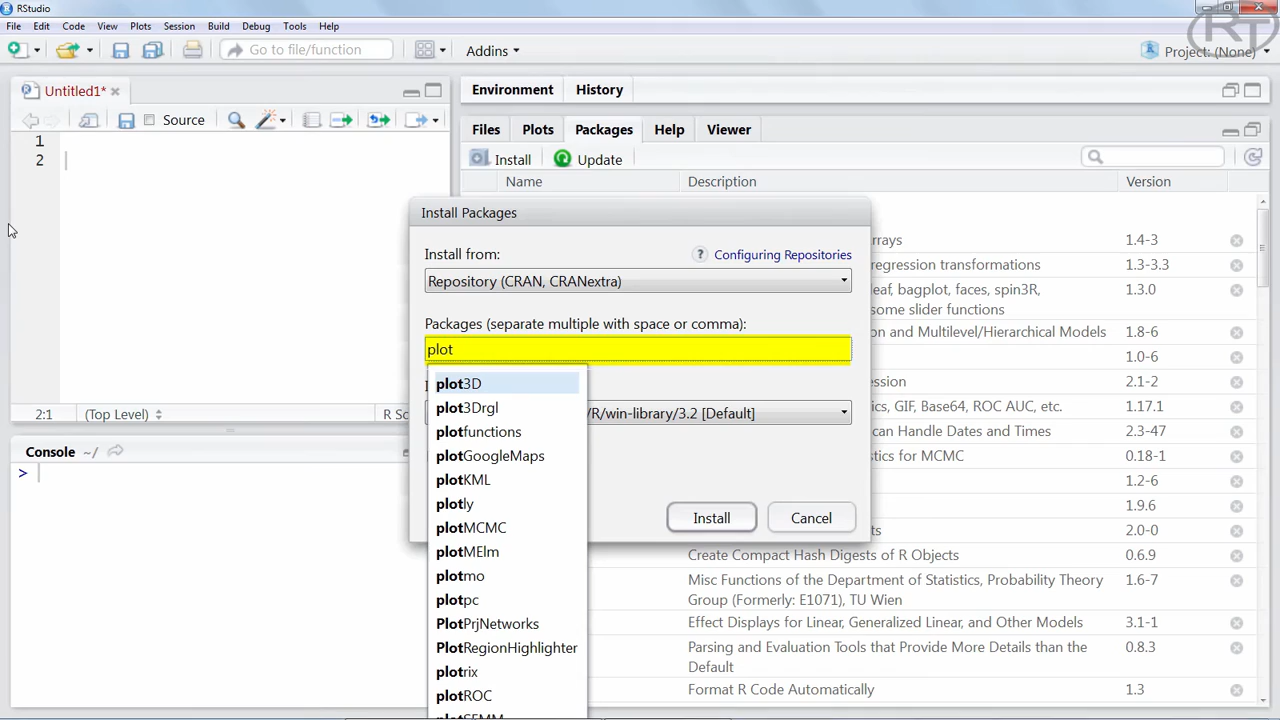 RStudio
File Edit Code View Plots Session Build Debug Tools Help
RT
Go to file/function Addins Project: (None)
Untitled1*
Source
1
2
2:1 (Top Level) R Sc
Console ~/
>
Environment History
Files Plots Packages Help Viewer
Install Update
Name Description Version
rrays 1.4-3
regression transformations 1.3-3.3
leaf, bagplot, faces, spin3R, 1.3.0
some slider functions
on and Multilevel/Hierarchical Models 1.8-6
1.0-6
ession 2.1-2
s, GIF, Base64, ROC AUC, etc. 1.17.1
can Handle Dates and Times 2.3-47
stics for MCMC 0.18-1
1.2-6
1.9.6
ts 2.0-0
Create Compact Hash Digests of R Objects 0.6.9
Misc Functions of the Department of Statistics, Probability Theory 1.6-7
Group (Formerly: E1071), TU Wien
Effect Displays for Linear, Generalized Linear, and Other Models 3.1-1
Parsing and Evaluation Tools that Provide More Details than the 0.8.3
Default
Format R Code Automatically 1.3
Install Packages
Install from: ? Configuring Repositories
Repository (CRAN, CRANextra)
Packages (separate multiple with space or comma):
plot
/R/win-library/3.2 [Default]
Install Cancel
plot3D
plot3Drgl
plotfunctions
plotGoogleMaps
plotKML
plotly
plotMCMC
plotMElm
plotmo
plotpc
PlotPrjNetworks
PlotRegionHighlighter
plotrix
plotROC
plotSEMM